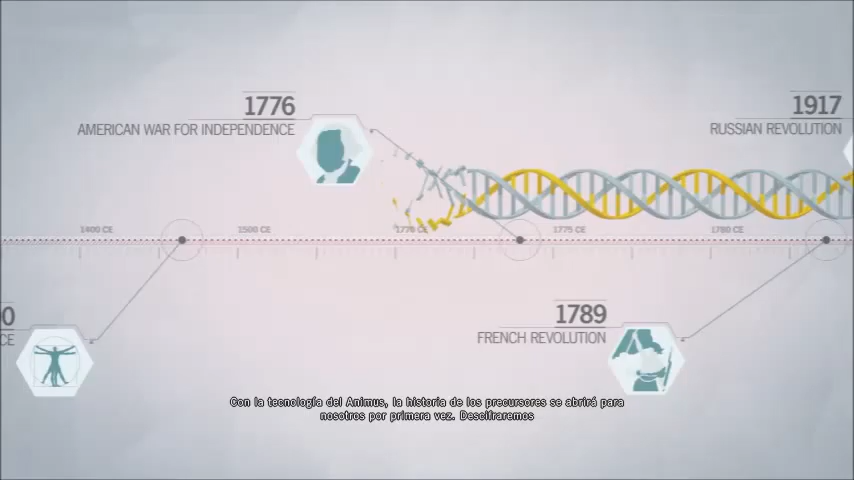 1776
AMERICAN WAR FOR INDEPENDENCE
1917
RUSSIAN REVOLUTION
1400 CE
1500 CE
1770 CE
1775 CE
1780 CE
0
CE
1789
FRENCH REVOLUTION
Con la tecnología del Animus, la historia de los precursores se abrirá para
nosotros por primera vez. Descifraremos